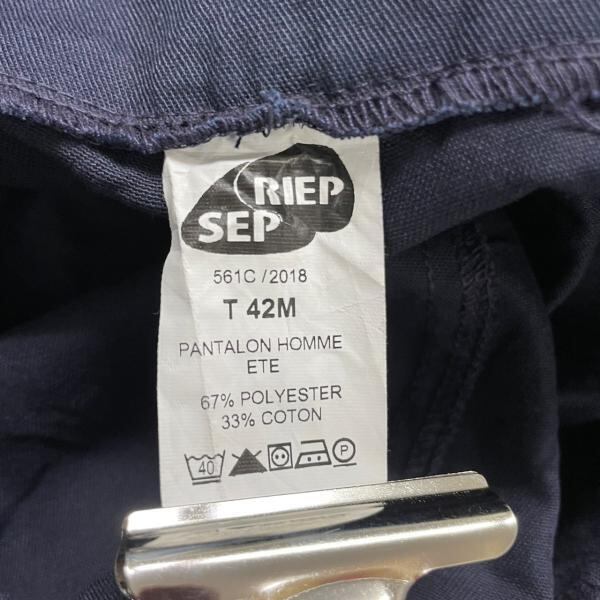 RIEP
SEP
561C / 2018
T 42M
PANTALON HOMME
ETE
67% POLYESTER
33% COTON
40 P